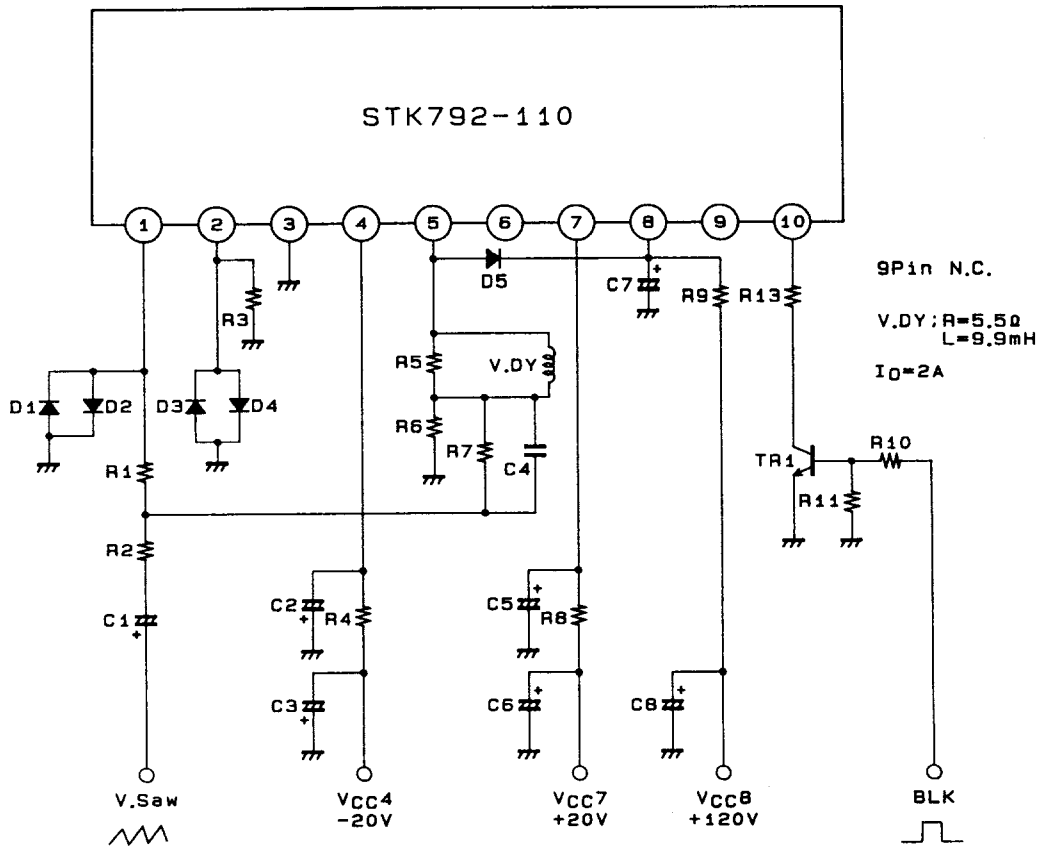 STK792-110
1 2 3 4 5 6 7 8 9 10
D5
C7
R9
R13
9Pin N.C.
R3
V.DY;R=5.5Ω
L=9.9mH
R5
V.DY
IO=2A
D1
D2
D3
D4
R6
R7
C4
R10
TR1
R1
R11
R2
C1
C2
R4
C5
R8
C3
C6
C8
V.Saw
VCC4
-20V
VCC7
+20V
VCC8
+120V
BLK